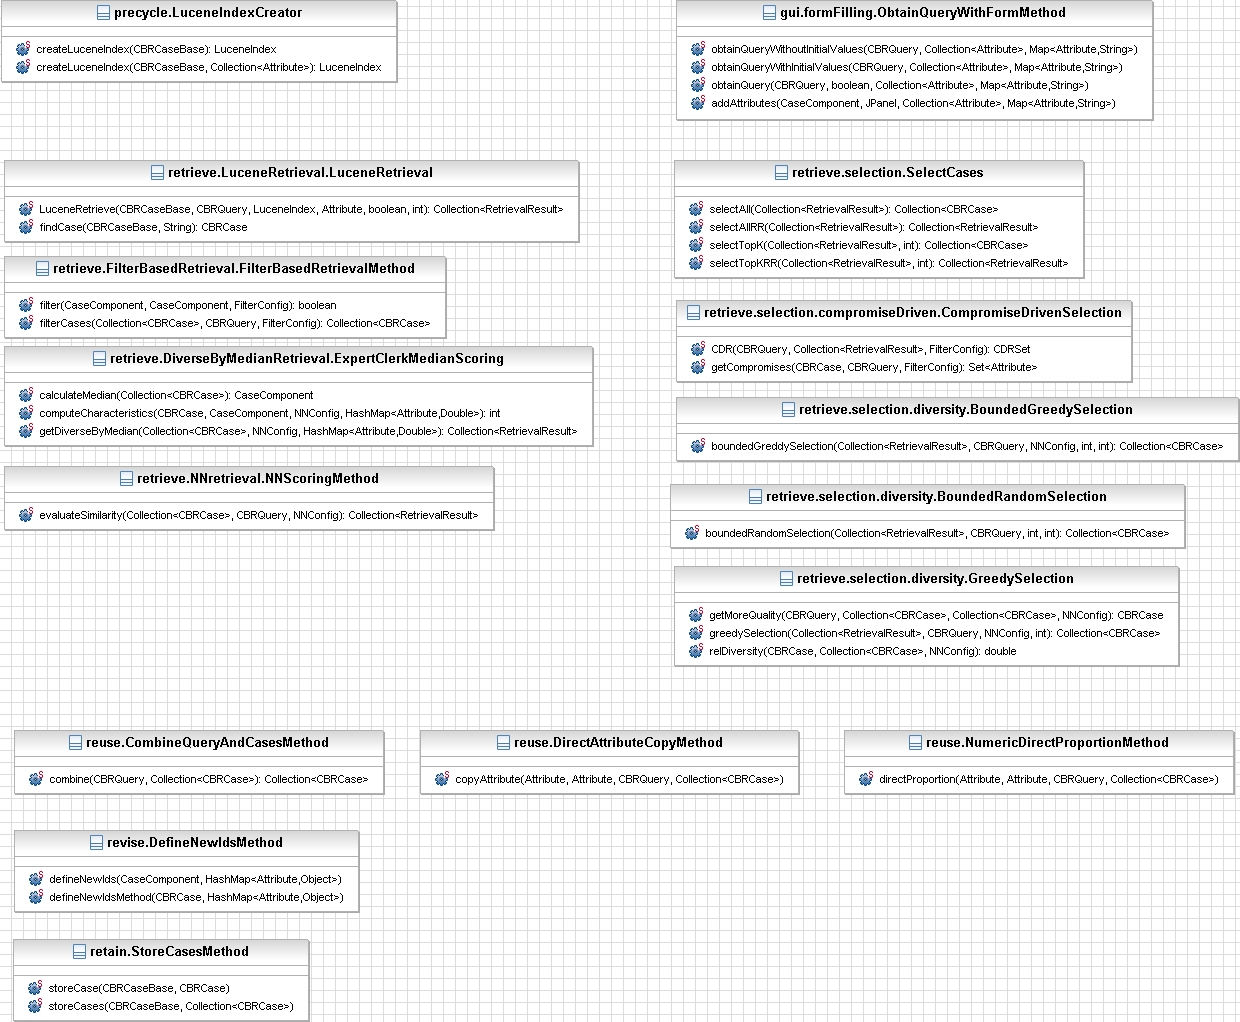 precycle.LuceneIndexCreator
createLuceneIndex(CBRCaseBase): LuceneIndex
createLuceneIndex(CBRCaseBase, Collection<Attribute>): LuceneIndex
gui.formFilling.ObtainQueryWithFormMethod
obtainQueryWithoutInitialValues(CBRQuery, Collection<Attribute>, Map<Attribute,String>)
obtainQueryWithInitialValues(CBRQuery, Collection<Attribute>, Map<Attribute,String>)
obtainQuery(CBRQuery, boolean, Collection<Attribute>, Map<Attribute,String>)
addAttributes(CaseComponent, JPanel, Collection<Attribute>, Map<Attribute,String>)
retrieve.LuceneRetrieval.LuceneRetrieval
LuceneRetrieve(CBRCaseBase, CBRQuery, LuceneIndex, Attribute, boolean, int): Collection<RetrievalResult>
findCase(CBRCaseBase, String): CBRCase
retrieve.FilterBasedRetrieval.FilterBasedRetrievalMethod
filter(CaseComponent, CaseComponent, FilterConfig): boolean
filterCases(Collection<CBRCase>, CBRQuery, FilterConfig): Collection<CBRCase>
retrieve.DiverseByMedianRetrieval.ExpertClerkMedianScoring
calculateMedian(Collection<CBRCase>): CaseComponent
computeCharacteristics(CBRCase, CaseComponent, NNConfig, HashMap<Attribute,Double>): int
getDiverseByMedian(Collection<CBRCase>, NNConfig, HashMap<Attribute,Double>): Collection<RetrievalResult>
retrieve.NNretrieval.NNScoringMethod
evaluateSimilarity(Collection<CBRCase>, CBRQuery, NNConfig): Collection<RetrievalResult>
retrieve.selection.SelectCases
selectAll(Collection<RetrievalResult>): Collection<CBRCase>
selectAllRR(Collection<RetrievalResult>): Collection<RetrievalResult>
selectTopK(Collection<RetrievalResult>, int): Collection<CBRCase>
selectTopKRR(Collection<RetrievalResult>, int): Collection<RetrievalResult>
retrieve.selection.compromiseDriven.CompromiseDrivenSelection
CDR(CBRQuery, Collection<RetrievalResult>, FilterConfig): CDRSet
getCompromises(CBRCase, CBRQuery, FilterConfig): Set<Attribute>
retrieve.selection.diversity.BoundedGreedySelection
boundedGreddySelection(Collection<RetrievalResult>, CBRQuery, NNConfig, int, int): Collection<CBRCase>
retrieve.selection.diversity.BoundedRandomSelection
boundedRandomSelection(Collection<RetrievalResult>, CBRQuery, int, int): Collection<CBRCase>
retrieve.selection.diversity.GreedySelection
getMoreQuality(CBRQuery, Collection<CBRCase>, Collection<CBRCase>, NNConfig): CBRCase
greedySelection(Collection<RetrievalResult>, CBRQuery, NNConfig, int): Collection<CBRCase>
relDiversity(CBRCase, Collection<CBRCase>, NNConfig): double
reuse.CombineQueryAndCasesMethod
combine(CBRQuery, Collection<CBRCase>): Collection<CBRCase>
reuse.DirectAttributeCopyMethod
copyAttribute(Attribute, Attribute, CBRQuery, Collection<CBRCase>)
reuse.NumericDirectProportionMethod
directProportion(Attribute, Attribute, CBRQuery, Collection<CBRCase>)
revise.DefineNewIdsMethod
defineNewIds(CaseComponent, HashMap<Attribute,Object>)
defineNewIdsMethod(CBRCase, HashMap<Attribute,Object>)
retain.StoreCasesMethod
storeCase(CBRCaseBase, CBRCase)
storeCases(CBRCaseBase, Collection<CBRCase>)